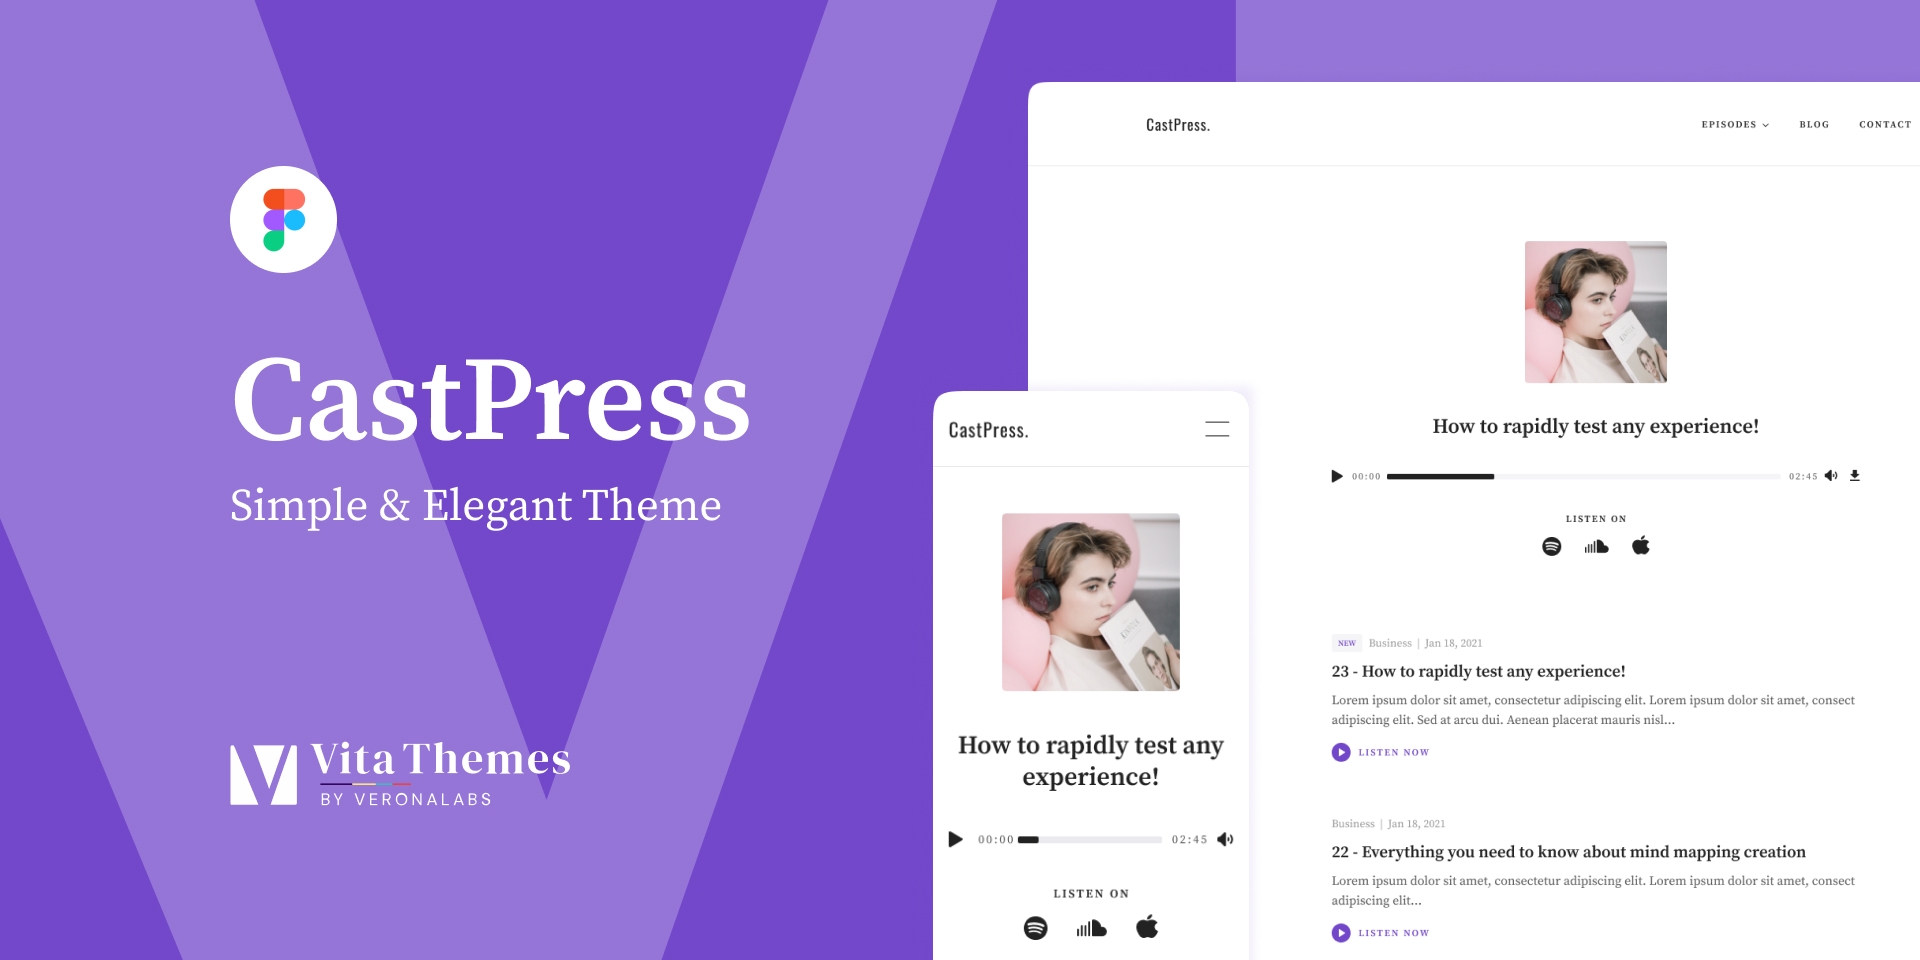 CastPress
Simple & Elegant Theme
Vita Themes
BY VERONALABS
CastPress.
EPISODES
BLOG
CONTACT
How to rapidly test any experience!
00:00
02:45
LISTEN ON
NEW
Business | Jan 18, 2021
23 - How to rapidly test any experience!
Lorem ipsum dolor sit amet, consectetur adipiscing elit. Lorem ipsum dolor sit amet, consect
adipiscing elit. Sed at arcu dui. Aenean placerat mauris nisl...
LISTEN NOW
Business | Jan 18, 2021
22 - Everything you need to know about mind mapping creation
Lorem ipsum dolor sit amet, consectetur adipiscing elit. Lorem ipsum dolor sit amet, consect
adipiscing elit...
LISTEN NOW
CastPress.
How to rapidly test any
experience!
00:00
02:45
LISTEN ON